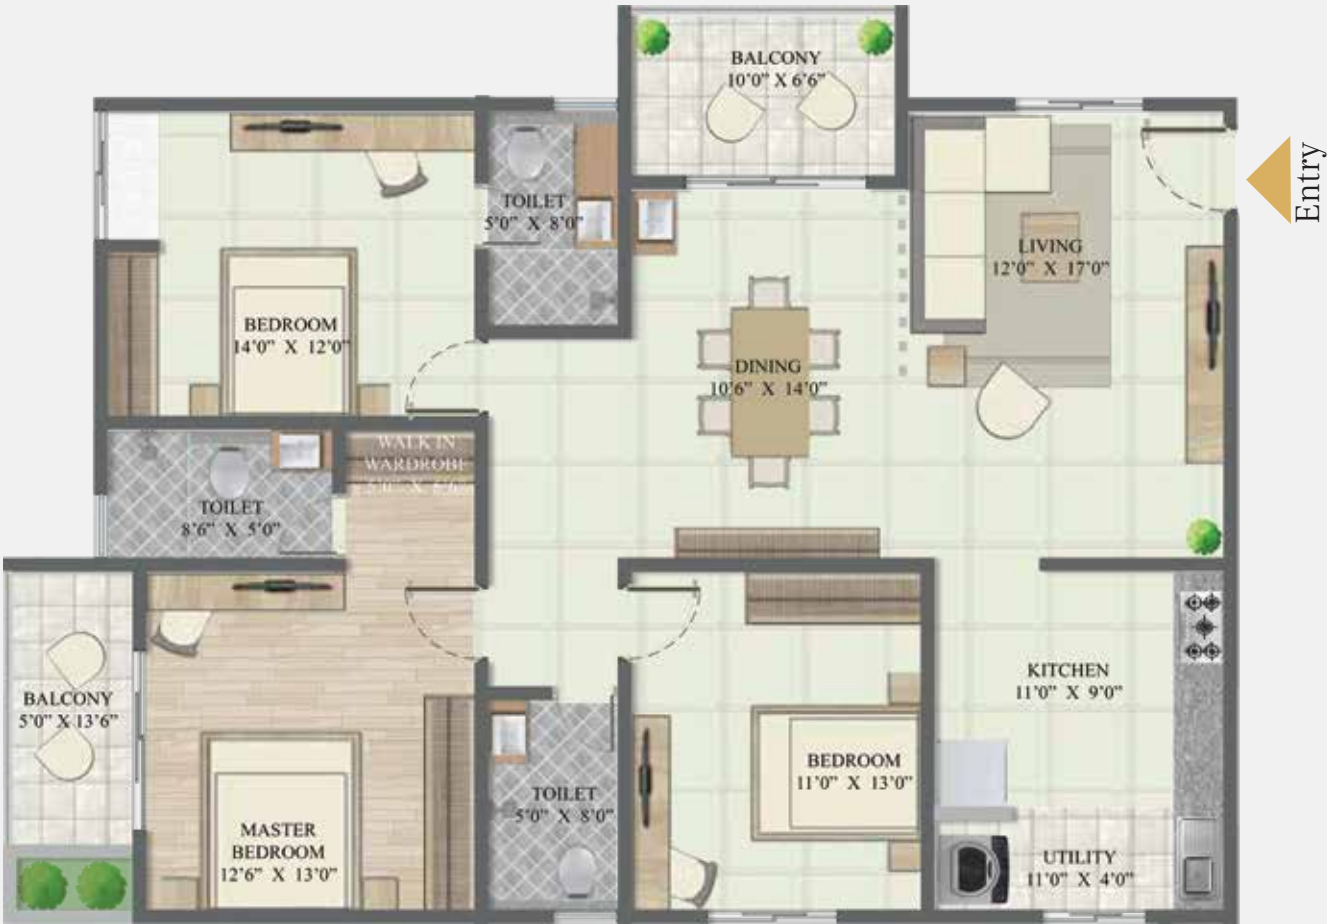 BALCONY
10'0" X 6'6"
Entry
TOILET
5'0" X 8'0"
LIVING
12'0" X 17'0"
BEDROOM
14'0" X 12'0"
DINING
10'6" X 14'0"
WALK IN
WARDROBE
TOILET
8'6" X 5'0"
KITCHEN
11'0" X 9'0"
BALCONY
5'0" X 13'6"
BEDROOM
11'0" X 13'0"
TOILET
5'0" X 8'0"
MASTER
BEDROOM
12'6" X 13'0"
UTILITY
11'0" X 4'0"